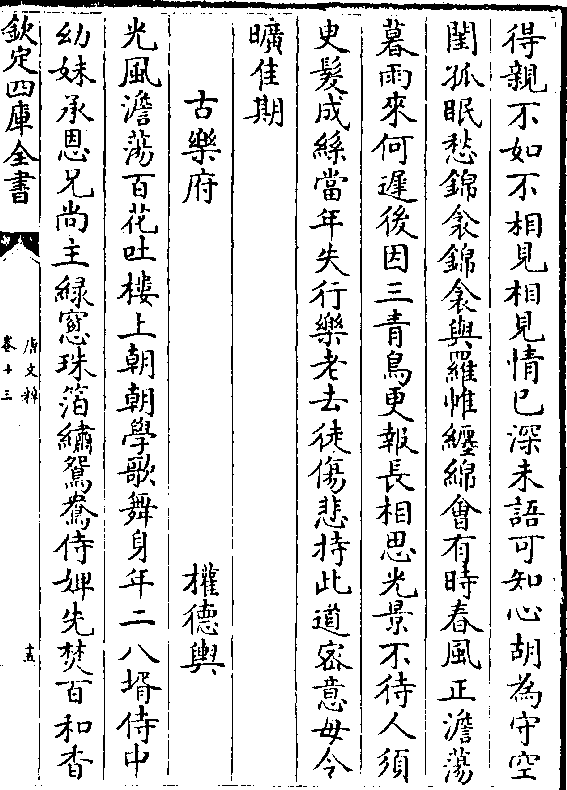 得親不如不相見相見情已深未語可知心胡為守空
閨孤眠愁錦衾錦衾與羅帷纏綿會有時春風正澹蕩
暮雨來何遲後因三青鳥更報長相思光景不待人須
㬰髮成絲當年失行樂老去徒傷悲持此道宻意毋令
曠佳期
古樂府　權德輿
光風澹蕩百花吐樓上朝朝學歌舞身年二八壻侍中
幼妹承恩兄尚主緑窓珠箔繡鴛鴦侍婢先焚百和香
欽定四庫全書
唐文粹
卷十三